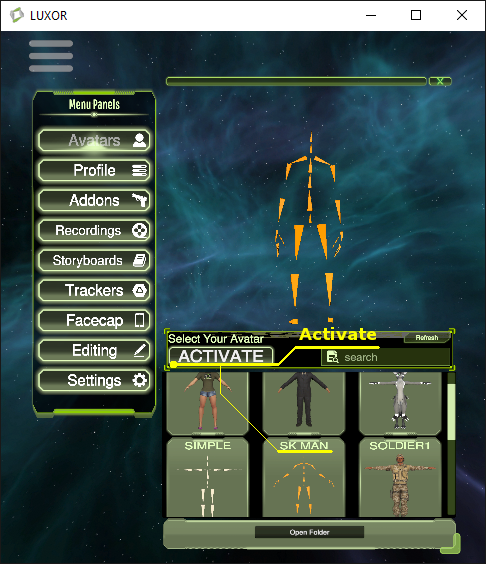 LUXOR
Menu Panels
Avatars
Profile
Addons
Recordings
Storyboards
Trackers
Facecap
Editing
Settings
X
Select Your Avatar
Activate
Refresh
ACTIVATE
search
SIMPLE
SK MAN
SOLDIER1
Open Folder